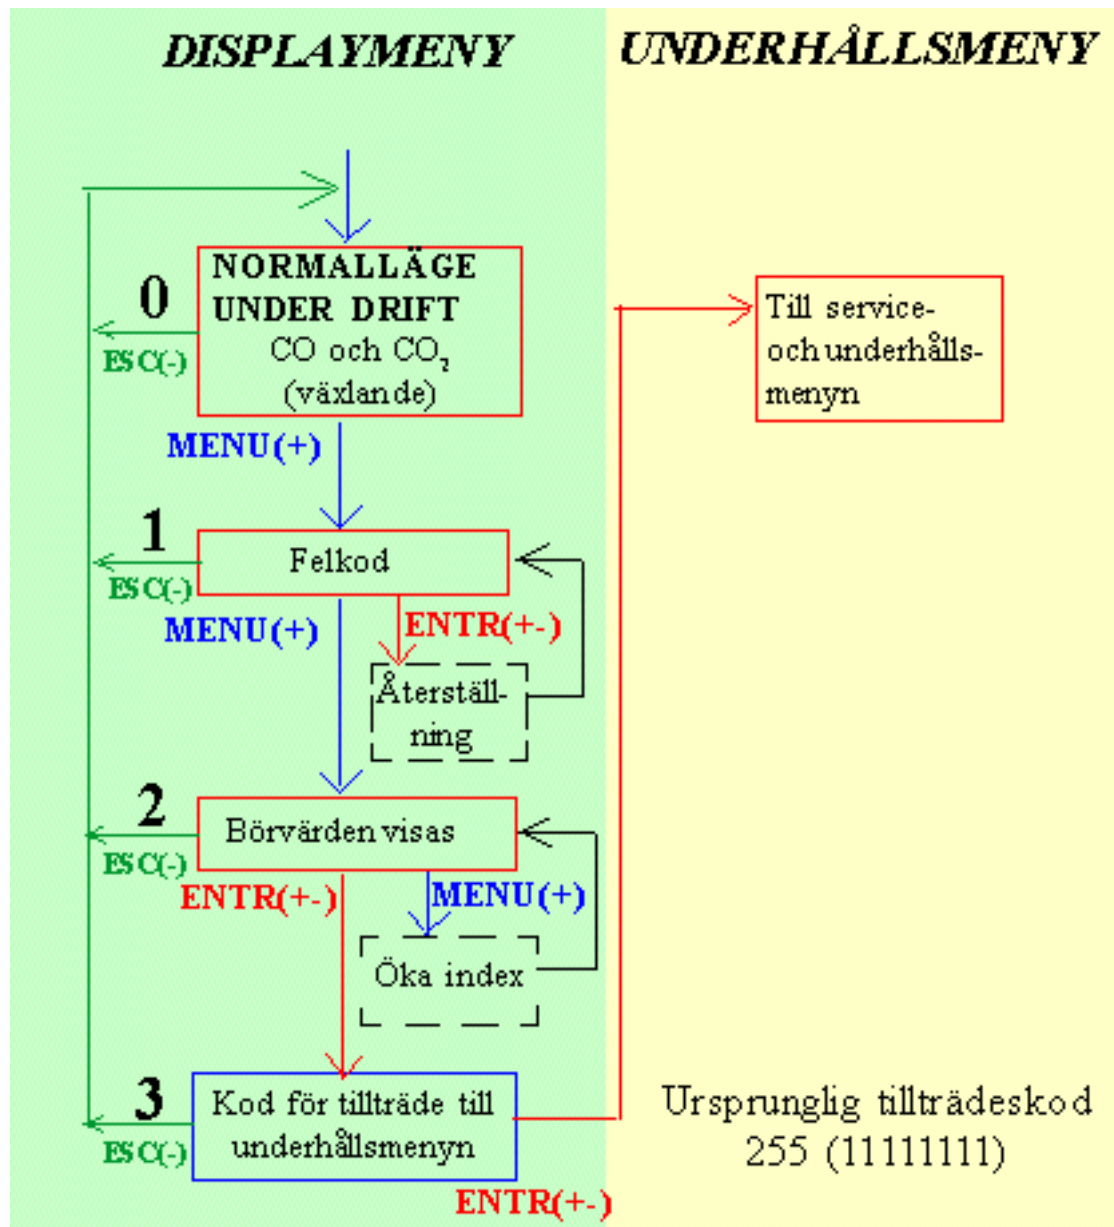 DISPLAYMENY
UNDERHÅLLSMENY
0
NORMALLÄGE
UNDER DRIFT
CO och CO₂
(växlande)
ESC(-)
Till service-
och underhålls-
menyn
MENU(+)
1
Felkod
ESC(-)
MENU(+)
ENTR(+-)
Återställ-
ning
2
Börvärden visas
ESC(-)
ENTR(+-)
MENU(+)
Öka index
3
Kod för tillträde till
underhållsmenyn
ESC(-)
ENTR(+-)
Ursprunglig tillträdeskod
255 (11111111)